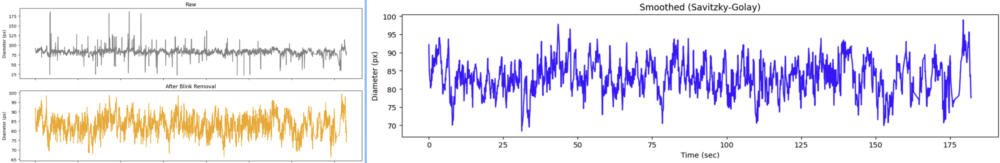 Raw
Diameter (px)
175
150
125
100
75
50
25
After Blink Removal
Diameter (px)
100
95
90
85
80
75
70
65
Smoothed (Savitzky-Golay)
Diameter (px)
100
95
90
85
80
75
70
0 25 50 75 100 125 150 175
Time (sec)